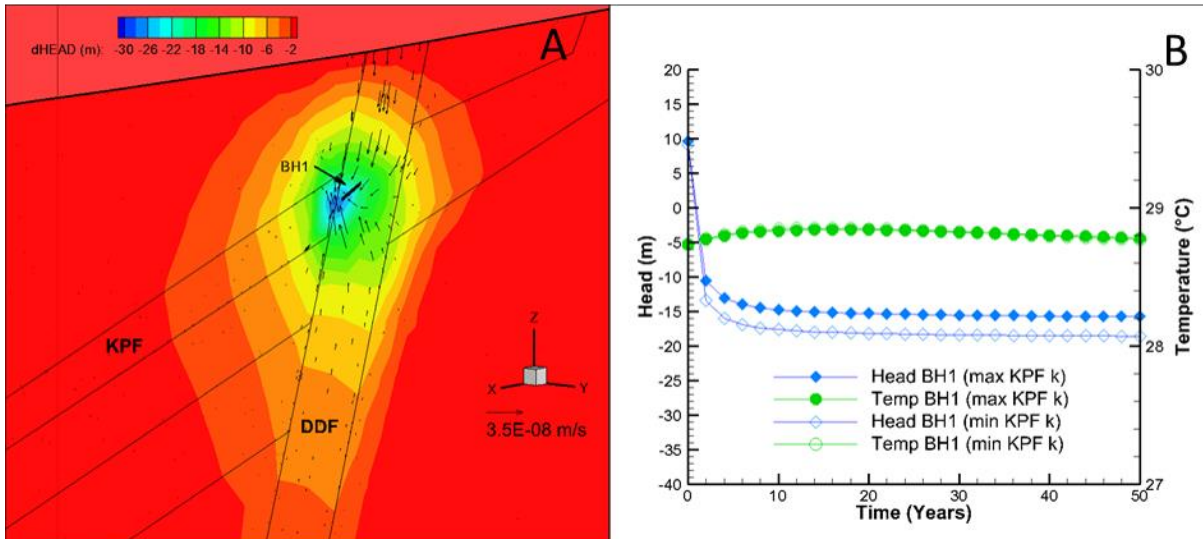 dHEAD (m): -30 -26 -22 -18 -14 -10 -6 -2
A
BH1
KPF
DDF
Z
X
Y
3.5E-08 m/s
B
Head (m)
20
15
10
5
0
-5
-10
-15
-20
-25
-30
-35
-40
30
29
28
27
Temperature (°C)
Head BH1 (max KPF k)
Temp BH1 (max KPF k)
Head BH1 (min KPF k)
Temp BH1 (min KPF k)
0 10 20 30 40 50
Time (Years)